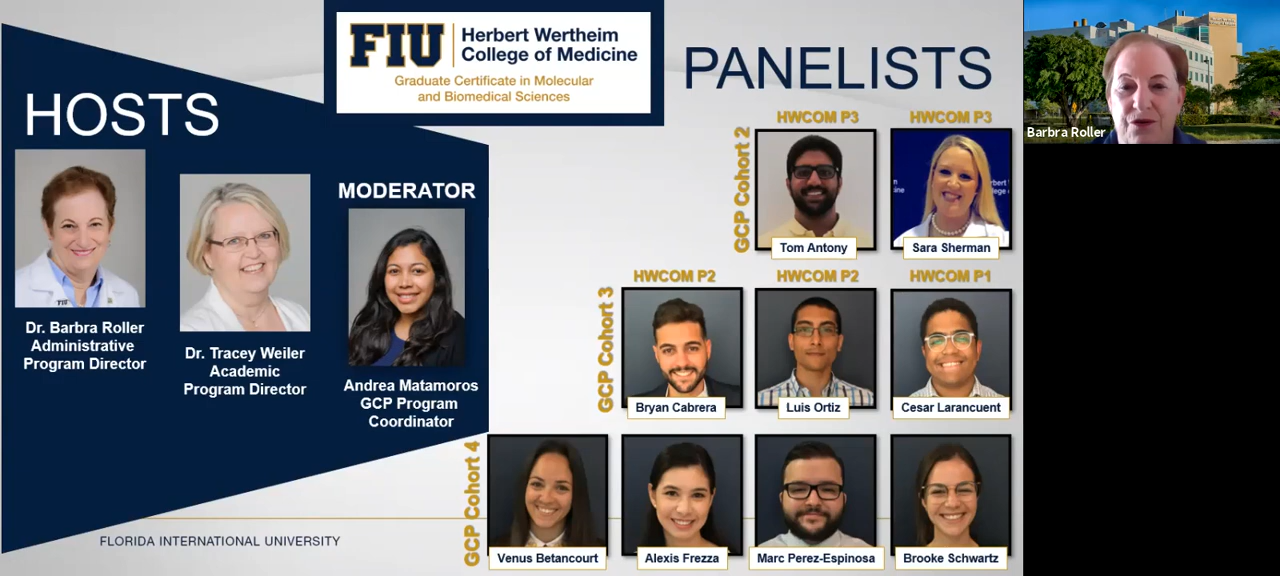 FIU
Herbert Wertheim
College of Medicine
Graduate Certificate in Molecular
and Biomedical Sciences
HOSTS
Dr. Barbra Roller
Administrative
Program Director
Dr. Tracey Weiler
Academic
Program Director
MODERATOR
Andrea Matamoros
GCP Program
Coordinator
PANELISTS
GCP Cohort 2
HWCOM P3
Tom Antony
HWCOM P3
Sara Sherman
GCP Cohort 3
HWCOM P2
Bryan Cabrera
HWCOM P2
Luis Ortiz
HWCOM P1
Cesar Larancuent
GCP Cohort 4
Venus Betancourt
Alexis Frezza
Marc Perez-Espinosa
Brooke Schwartz
FLORIDA INTERNATIONAL UNIVERSITY
Barbra Roller